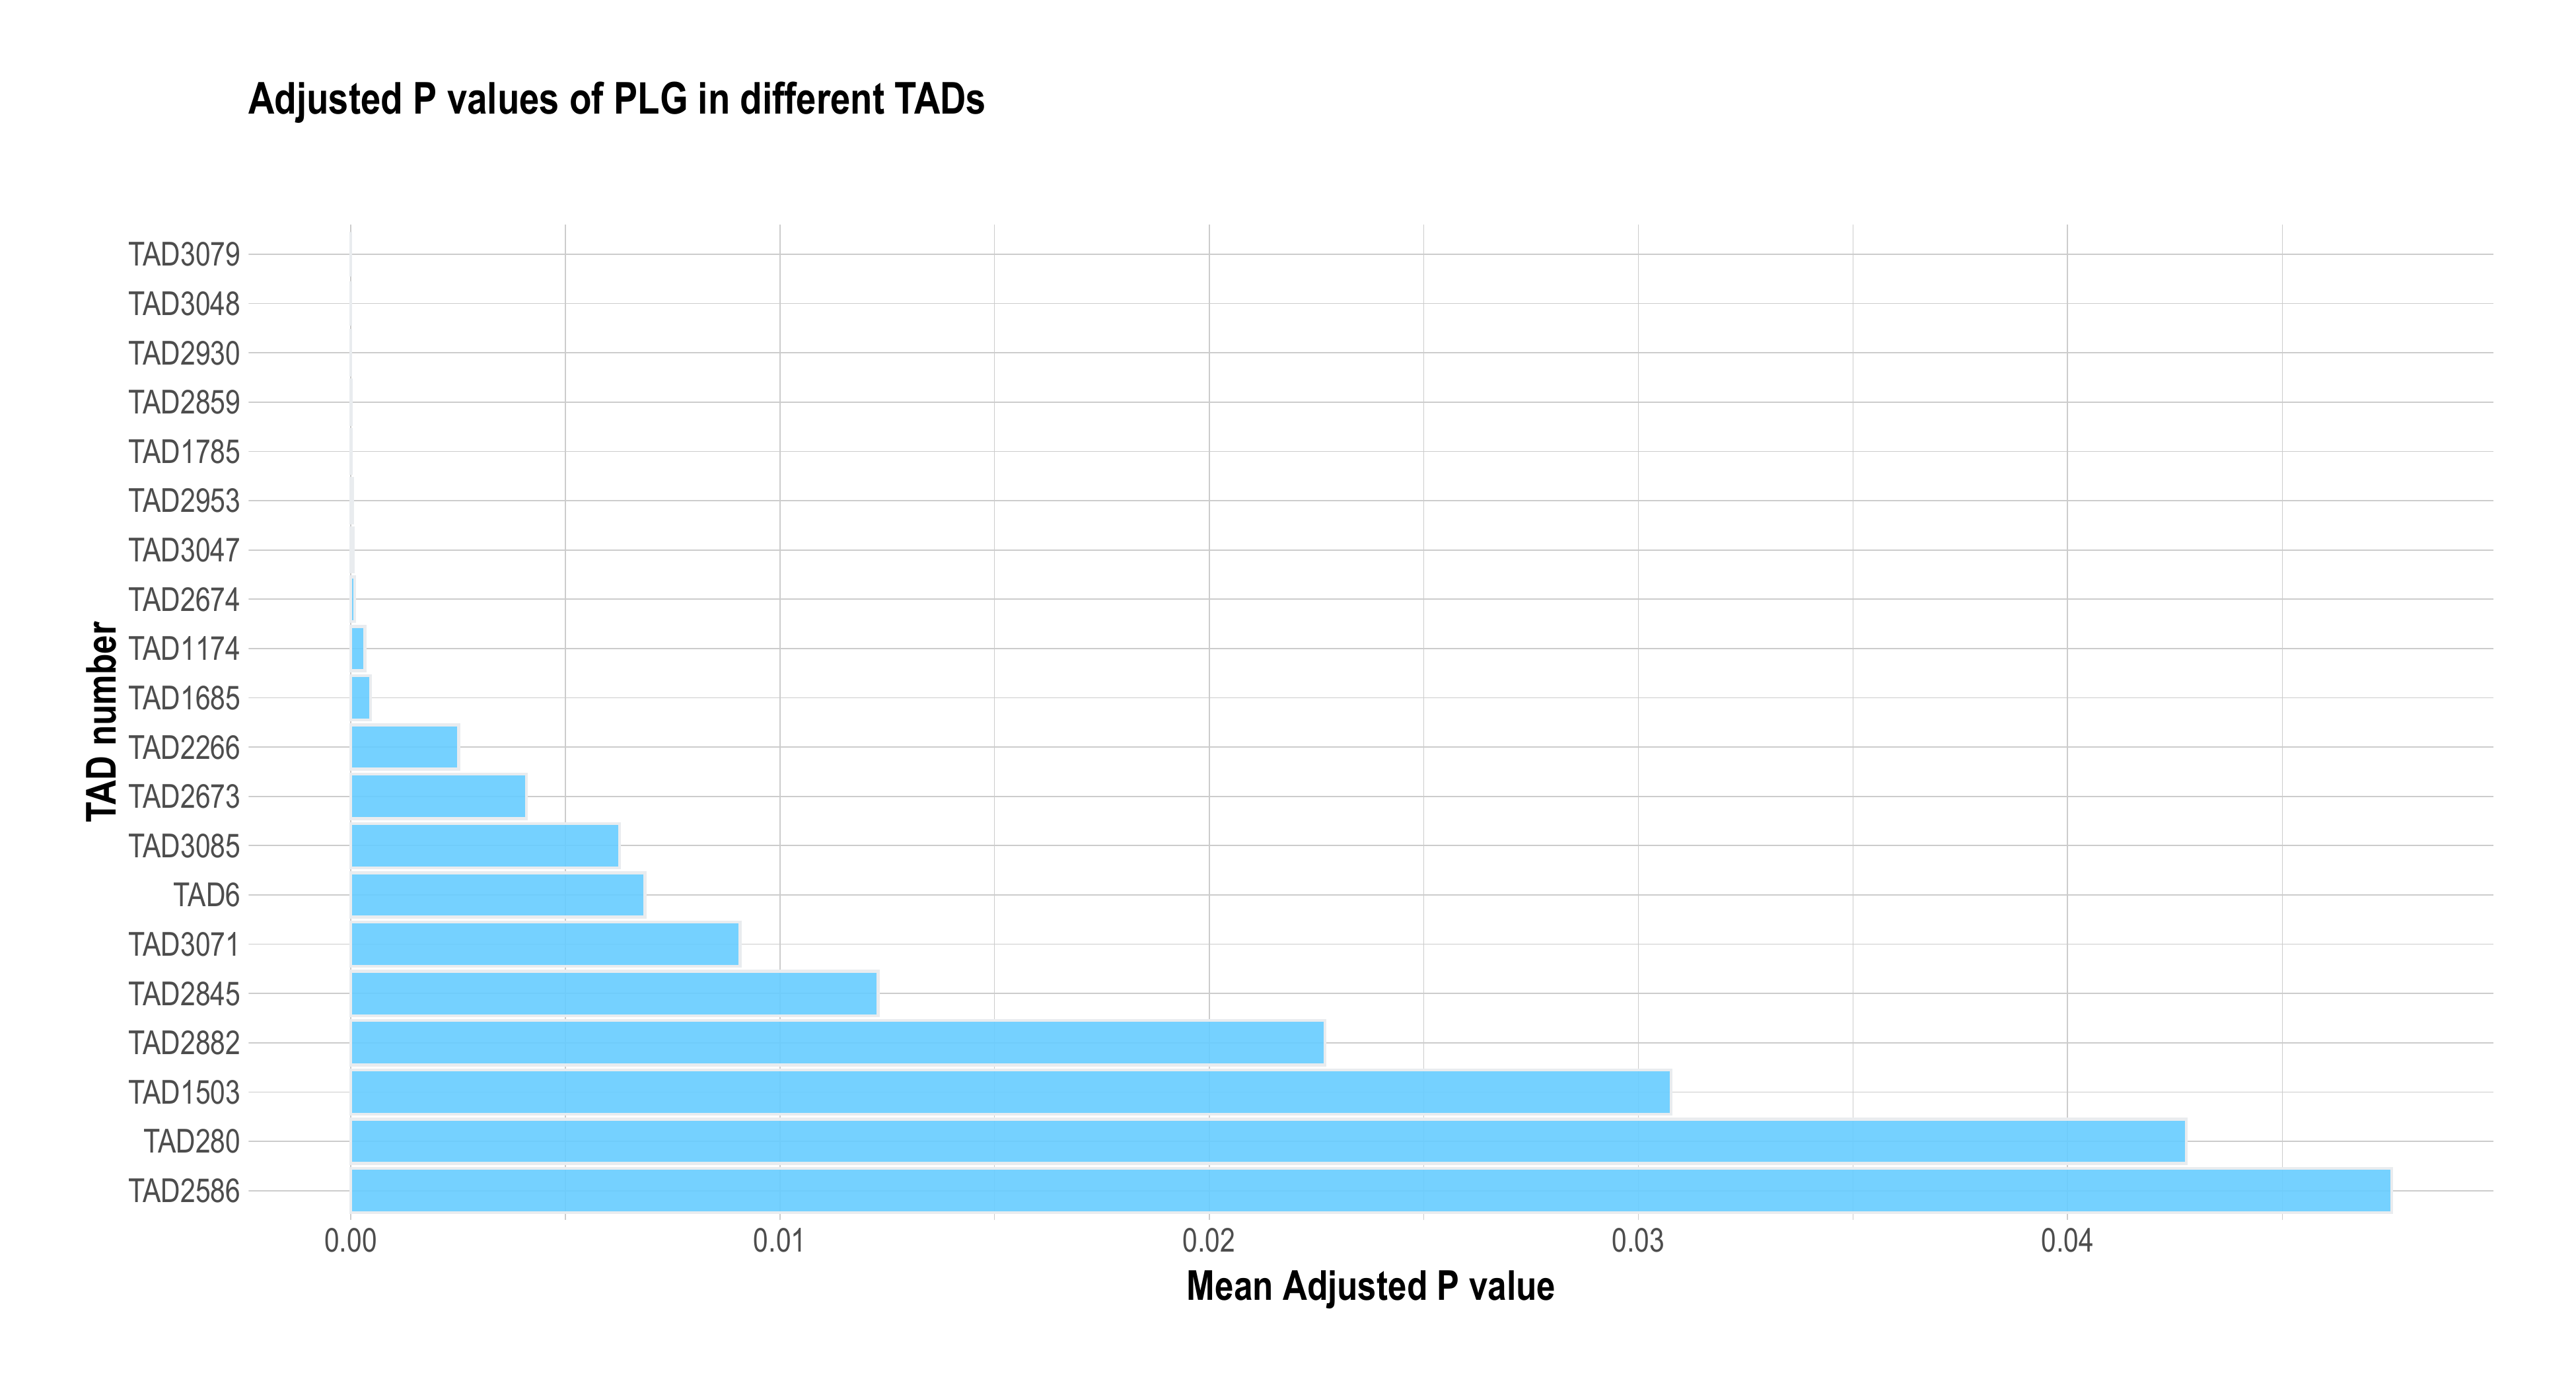 Adjusted P values of PLG in different TADs
TAD number
TAD3079
TAD3048
TAD2930
TAD2859
TAD1785
TAD2953
TAD3047
TAD2674
TAD1174
TAD1685
TAD2266
TAD2673
TAD3085
TAD6
TAD3071
TAD2845
TAD2882
TAD1503
TAD280
TAD2586
0.00 0.01 0.02 0.03 0.04
Mean Adjusted P value